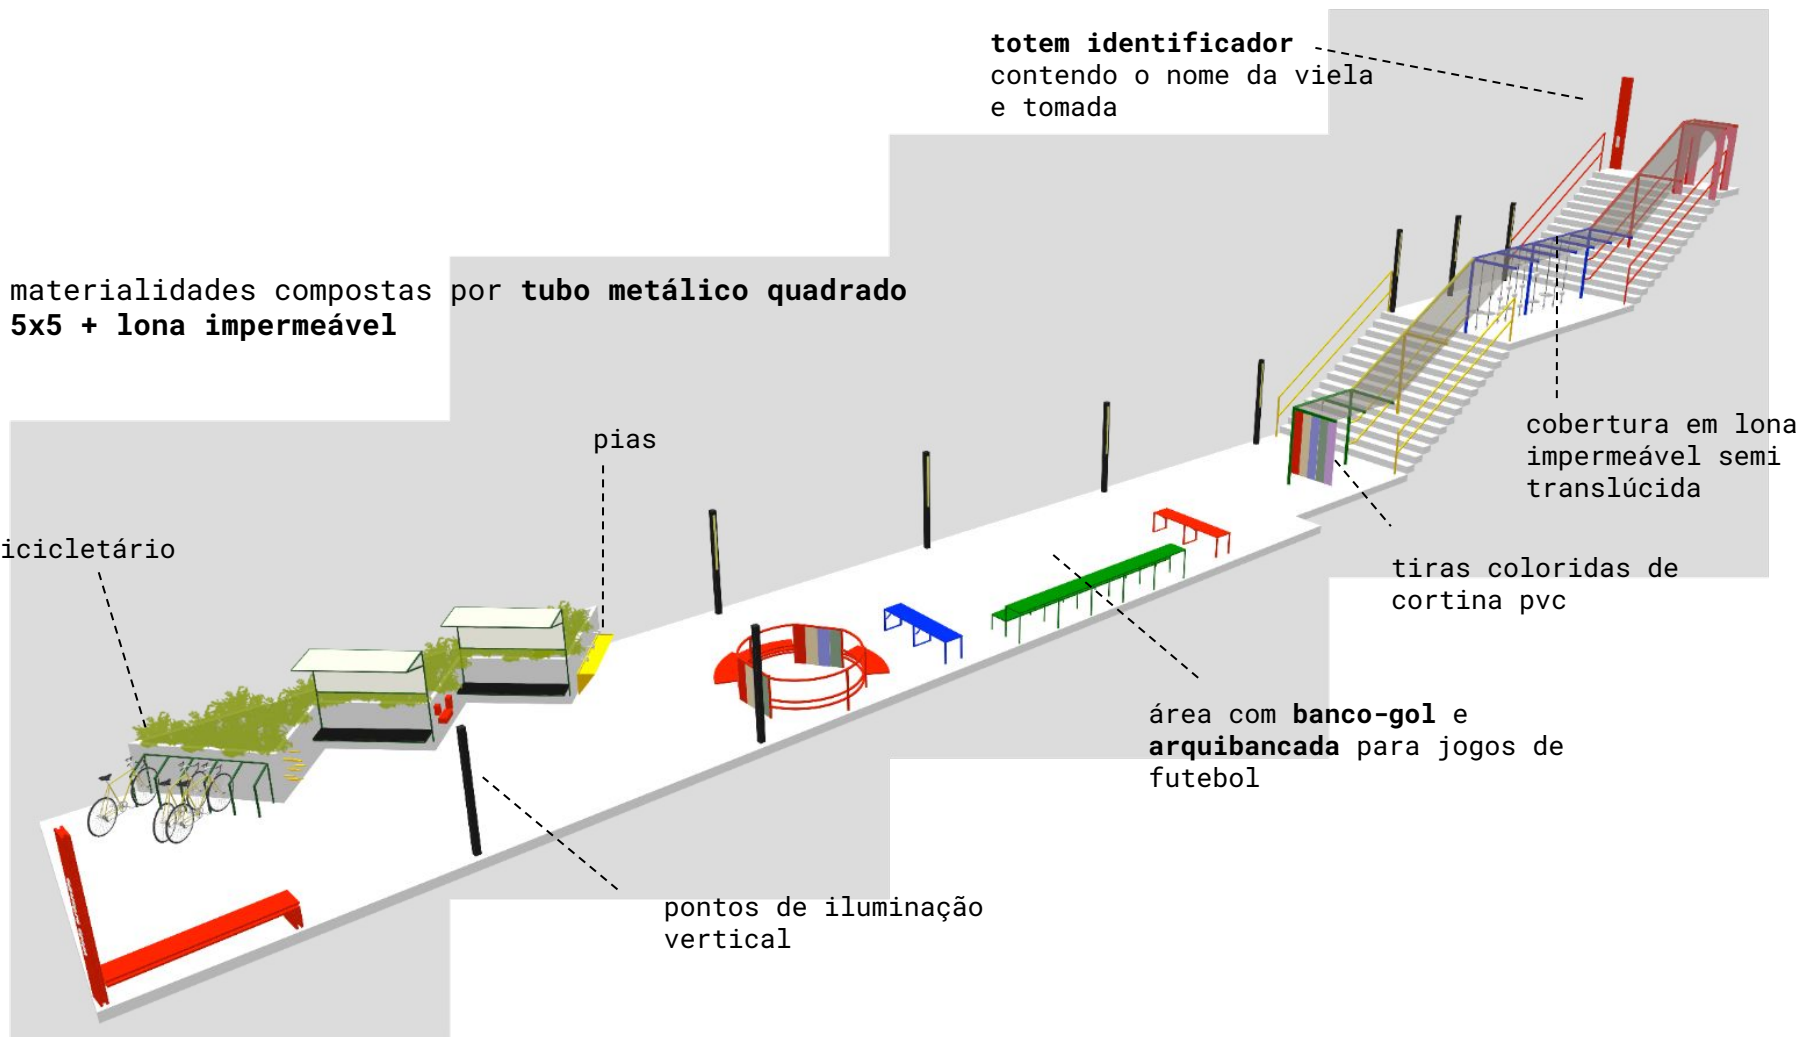 totem identificador
contendo o nome da viela
e tomada
materialidades compostas por tubo metálico quadrado
5x5 + lona impermeável
pias
icicletário
cobertura em lona
impermeável semi
translúcida
tiras coloridas de
cortina pvc
área com banco-gol e
arquibancada para jogos de
futebol
pontos de iluminação
vertical